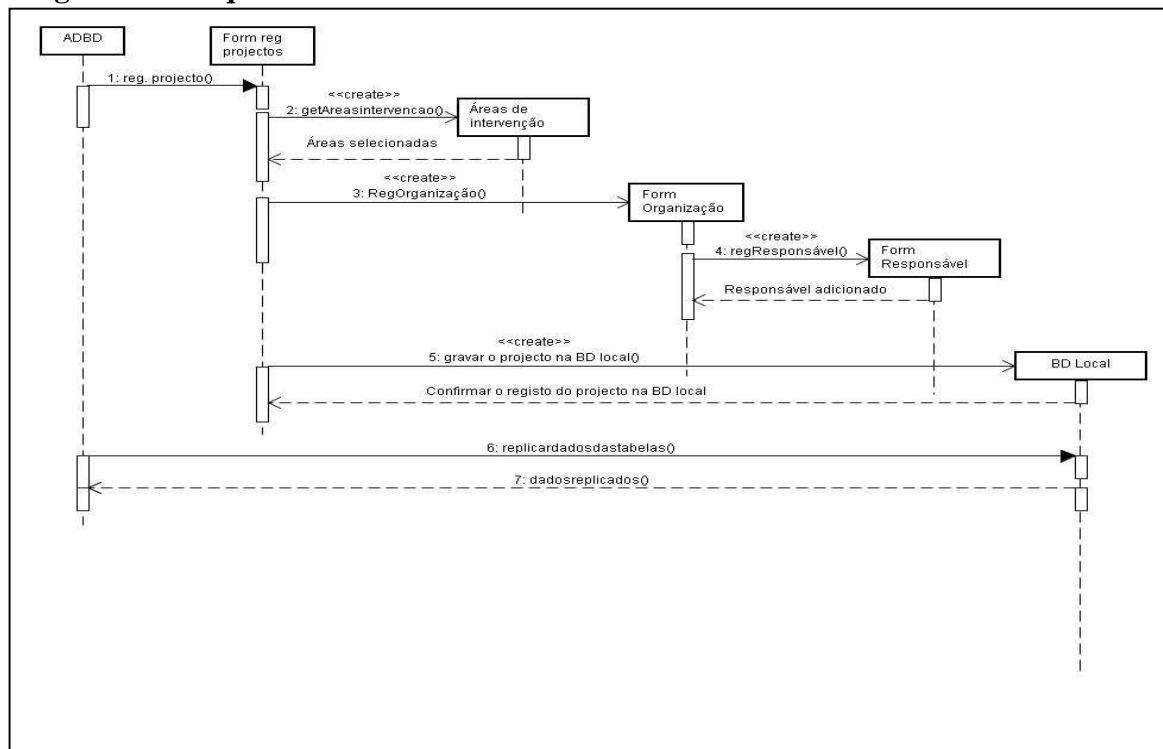 ADBD
Form reg
projectos
1: reg. projecto()
<<create>>
2: getAreasintervencao()
Áreas de
intervenção
Áreas selecionadas
<<create>>
3: RegOrganização()
Form
Organização
<<create>>
4: regResponsável()
Form
Responsável
Responsável adicionado
<<create>>
5: gravar o projecto na BD local()
BD Local
Confirmar o registo do projecto na BD local
6: replicardadosdastabelas()
7: dadosreplicados()